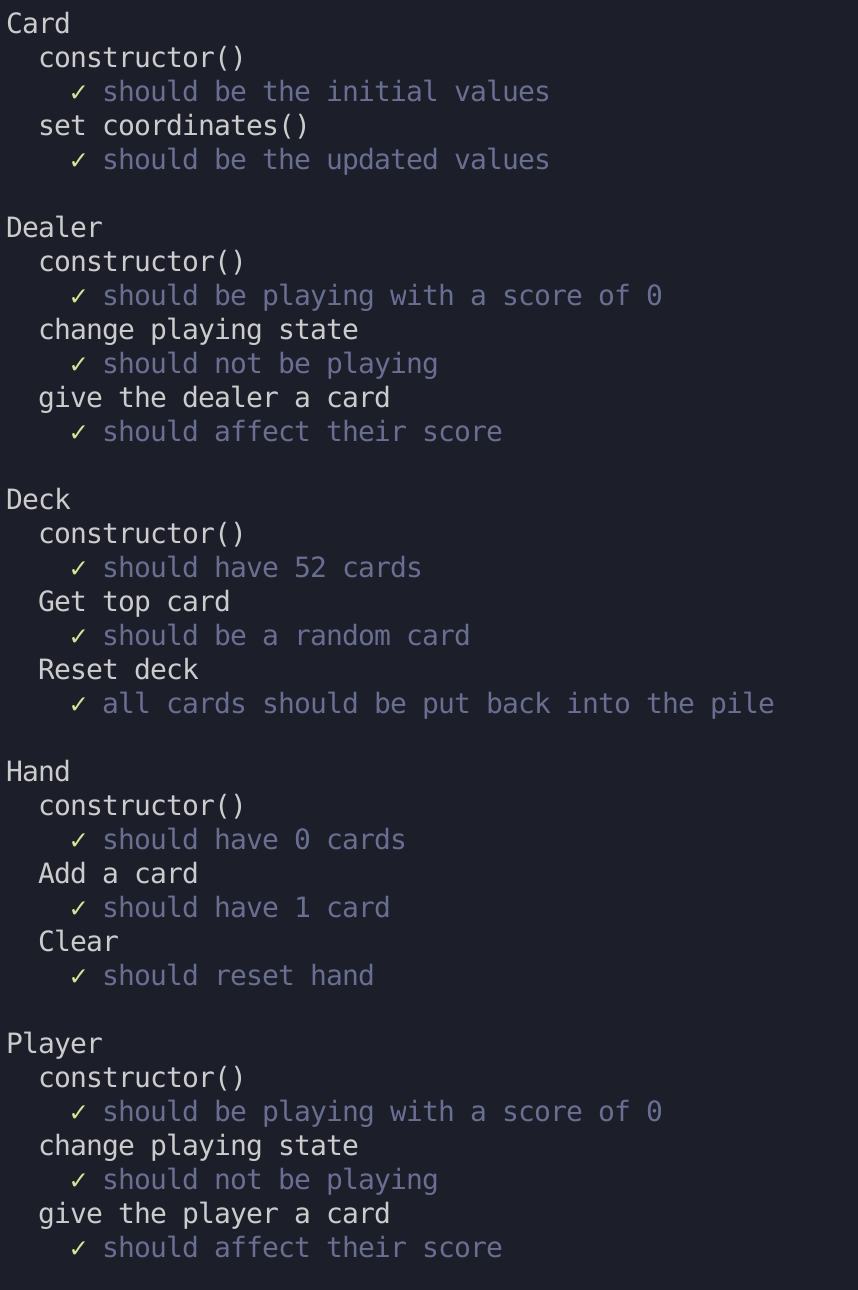 Card
constructor()
✓ should be the initial values
set coordinates()
✓ should be the updated values
Dealer
constructor()
✓ should be playing with a score of 0
change playing state
✓ should not be playing
give the dealer a card
✓ should affect their score
Deck
constructor()
✓ should have 52 cards
Get top card
✓ should be a random card
Reset deck
✓ all cards should be put back into the pile
Hand
constructor()
✓ should have 0 cards
Add a card
✓ should have 1 card
Clear
✓ should reset hand
Player
constructor()
✓ should be playing with a score of 0
change playing state
✓ should not be playing
give the player a card
✓ should affect their score